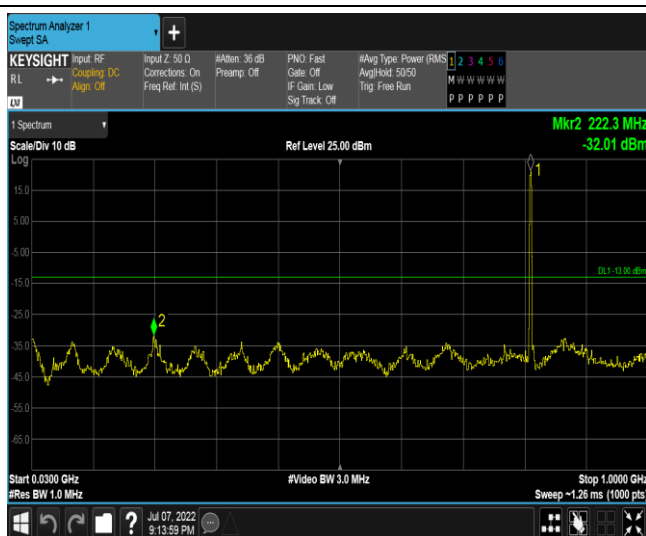 Spectrum Analyzer 1
Swept SA
+
KEYSIGHT Input: RF Input Z: 50 Ω #Atten: 36 dB PNO: Fast #Avg Type: Power (RMS 1 2 3 4 5 6
RL Coupling: DC Corrections: On Preamp: Off Gate: Off Avg|Hold: 50/50 M W W W W W
Align: Off Freq Ref: Int (S) IF Gain: Low Trig: Free Run
Sig Track: Off P P P P P P
LXI
1 Spectrum Mkr2 222.3 MHz
Scale/Div 10 dB Ref Level 25.00 dBm -32.01 dBm
Log
1
15.0
5.00
-5.00
DL1 -13.00 dBm
-15.0
-25.0
2
-35.0
-45.0
-55.0
-65.0
Start 0.0300 GHz #Video BW 3.0 MHz Stop 1.0000 GHz
#Res BW 1.0 MHz Sweep ~1.26 ms (1000 pts)
? Jul 07, 2022
9:13:59 PM